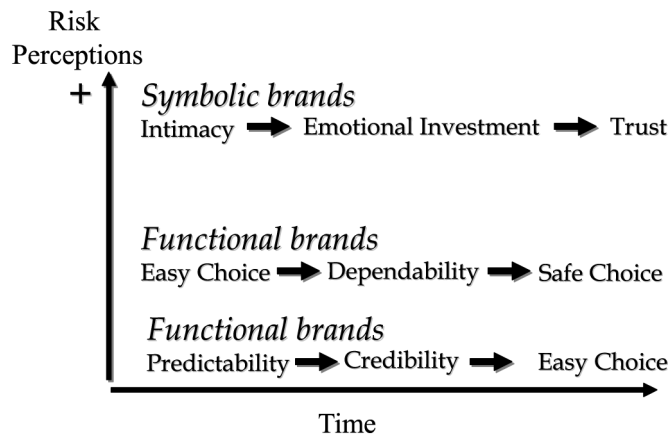 Risk
Perceptions
+
Symbolic brands
Intimacy Emotional Investment Trust
Functional brands
Easy Choice Dependability Safe Choice
Functional brands
Predictability Credibility Easy Choice
Time